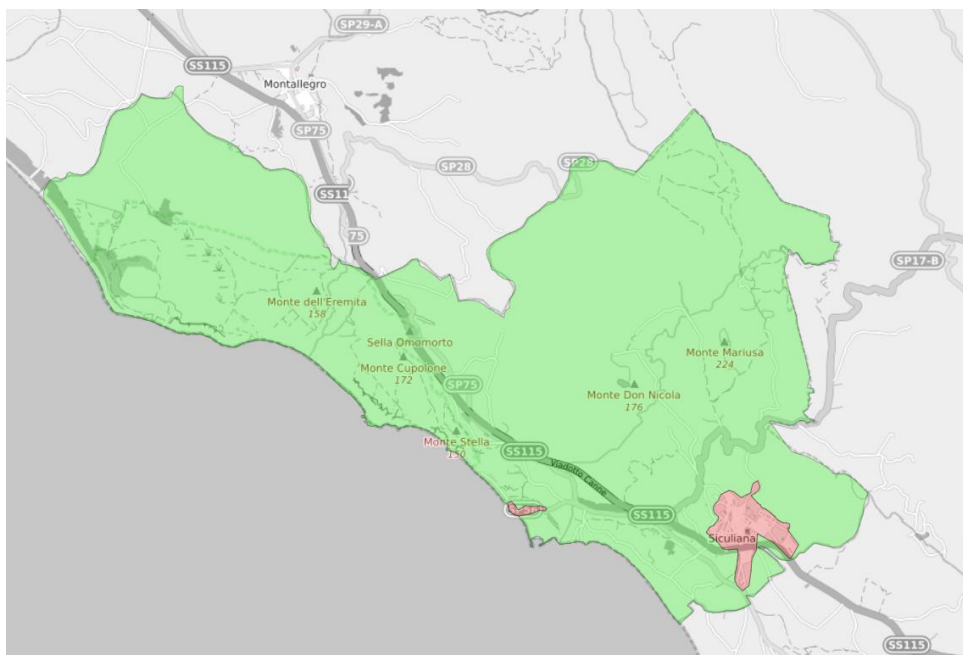 SP29-A
SS115
Montallegro
SP75
SP28
SP28
SS11
75
SP17-B
Monte dell'Eremita
158
Sella Omomorto
Monte Mariusa
224
Monte Cupolone
172
SP75
Monte Don Nicola
176
Monte Stella
150
SS115
Viadotto Canne
SS115
Siculiana
SS115